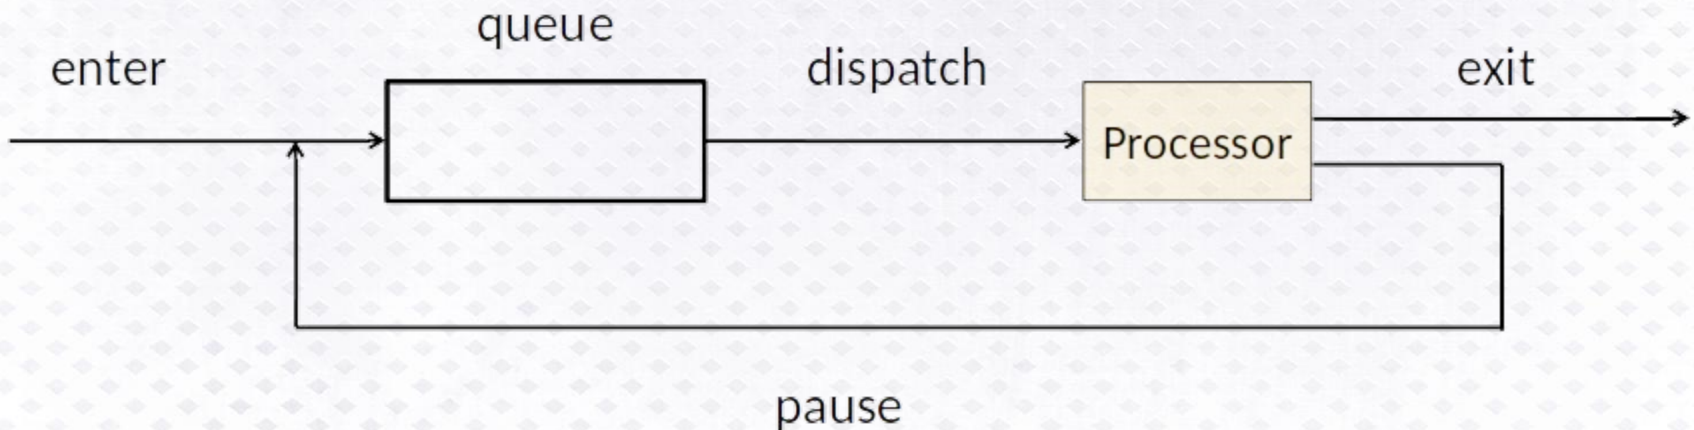 queue
enter
dispatch
exit
Processor
pause